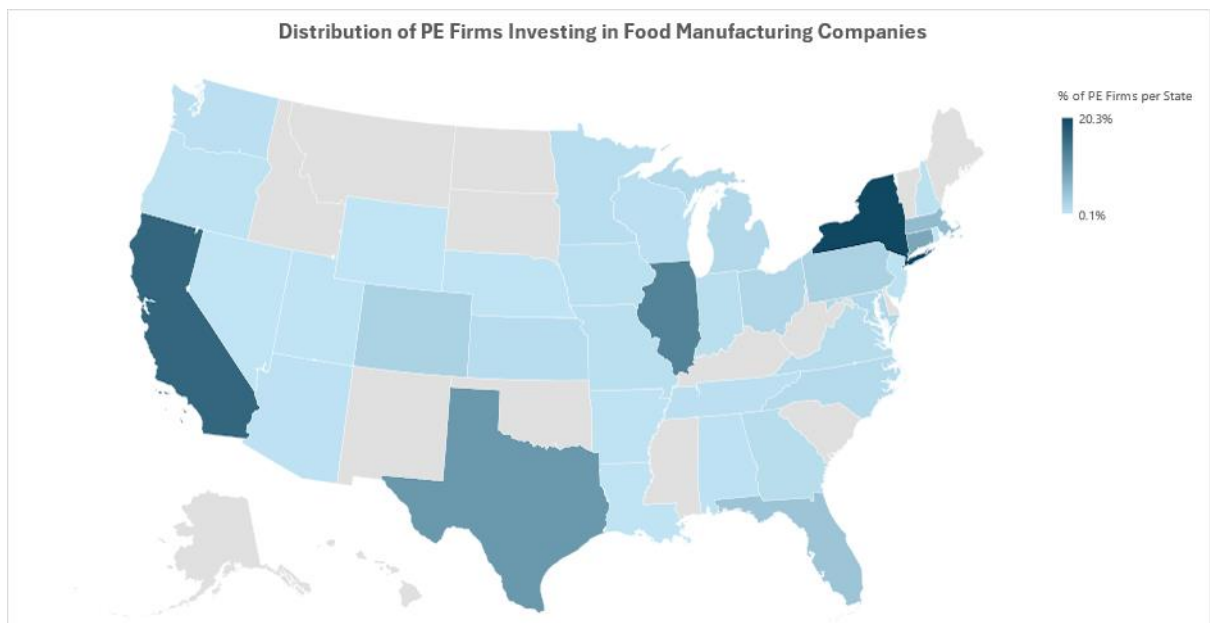 Distribution of PE Firms Investing in Food Manufacturing Companies
% of PE Firms per State
20.3%
0.1%